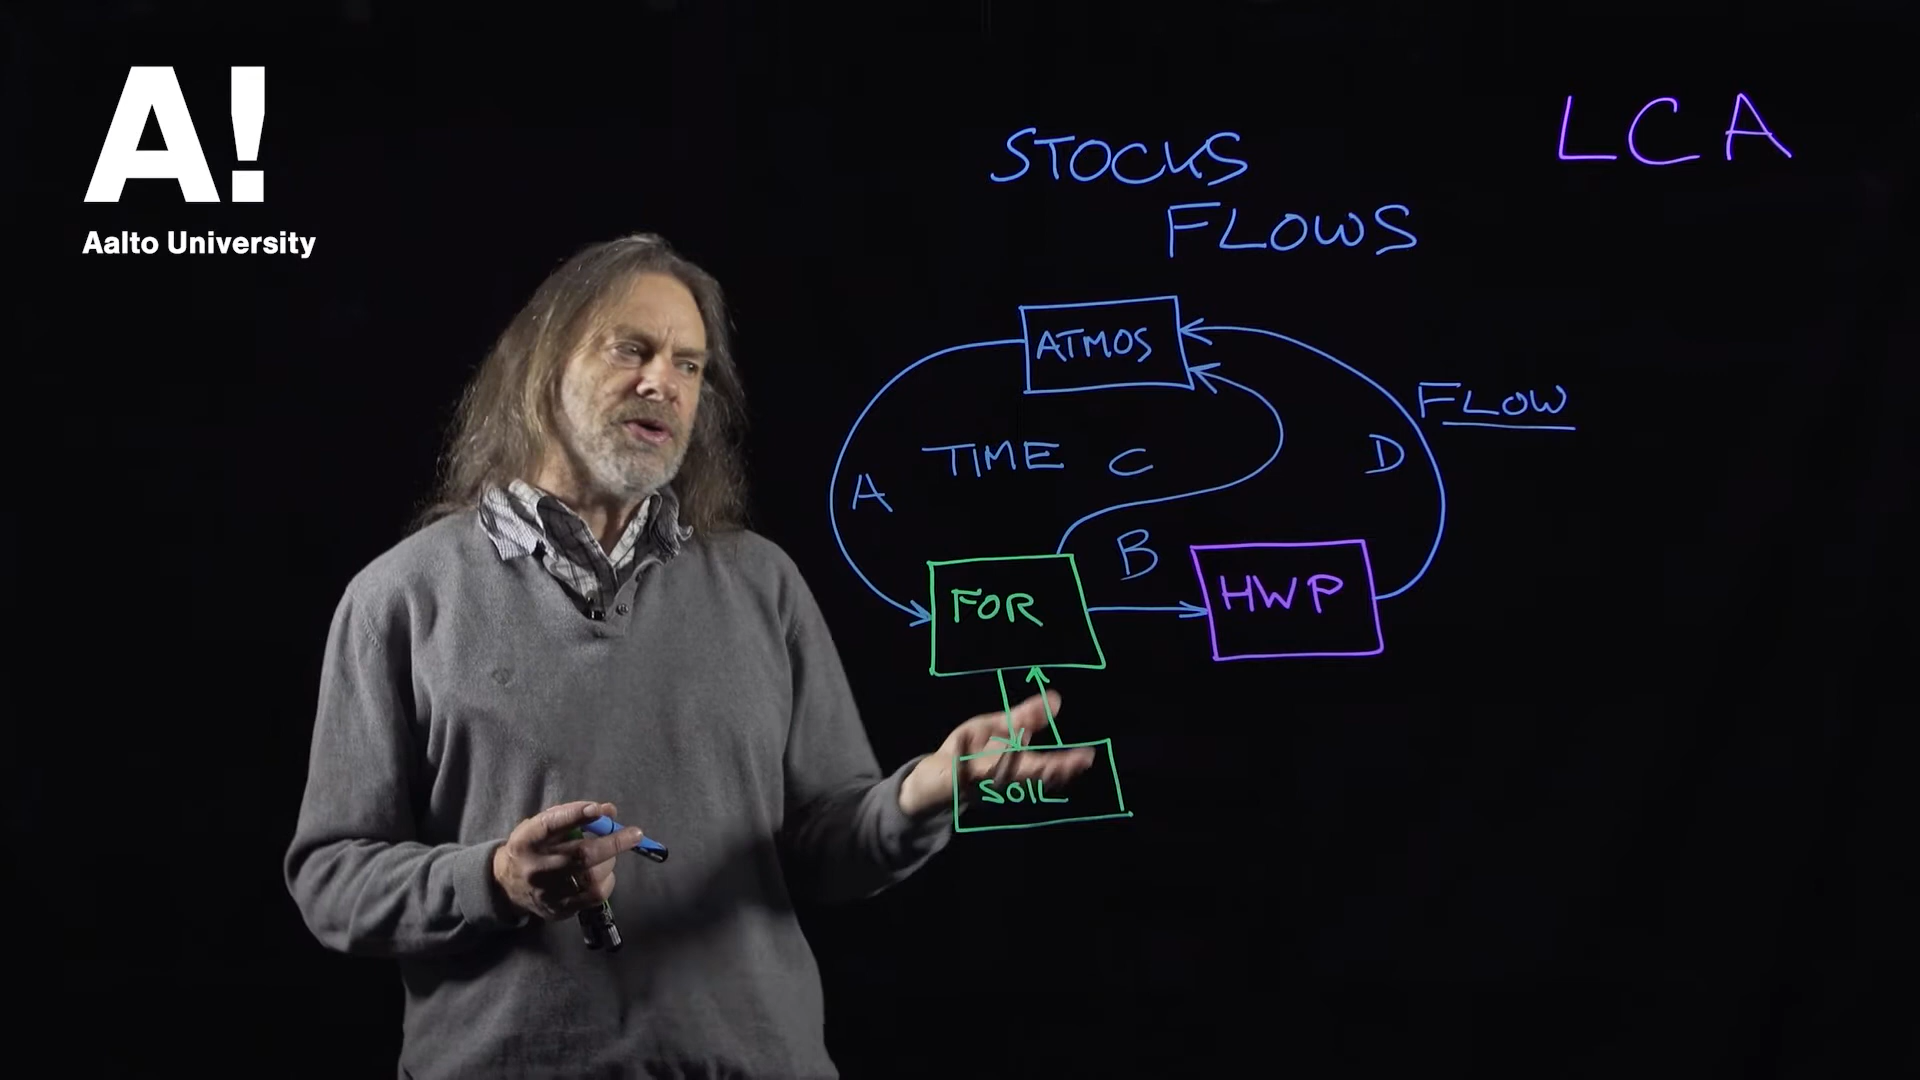 A!
Aalto University
LCA
STOCKS
FLOWS
ATMOS
FLOW
TIME
C
D
A
B
FOR
HWP
SOIL